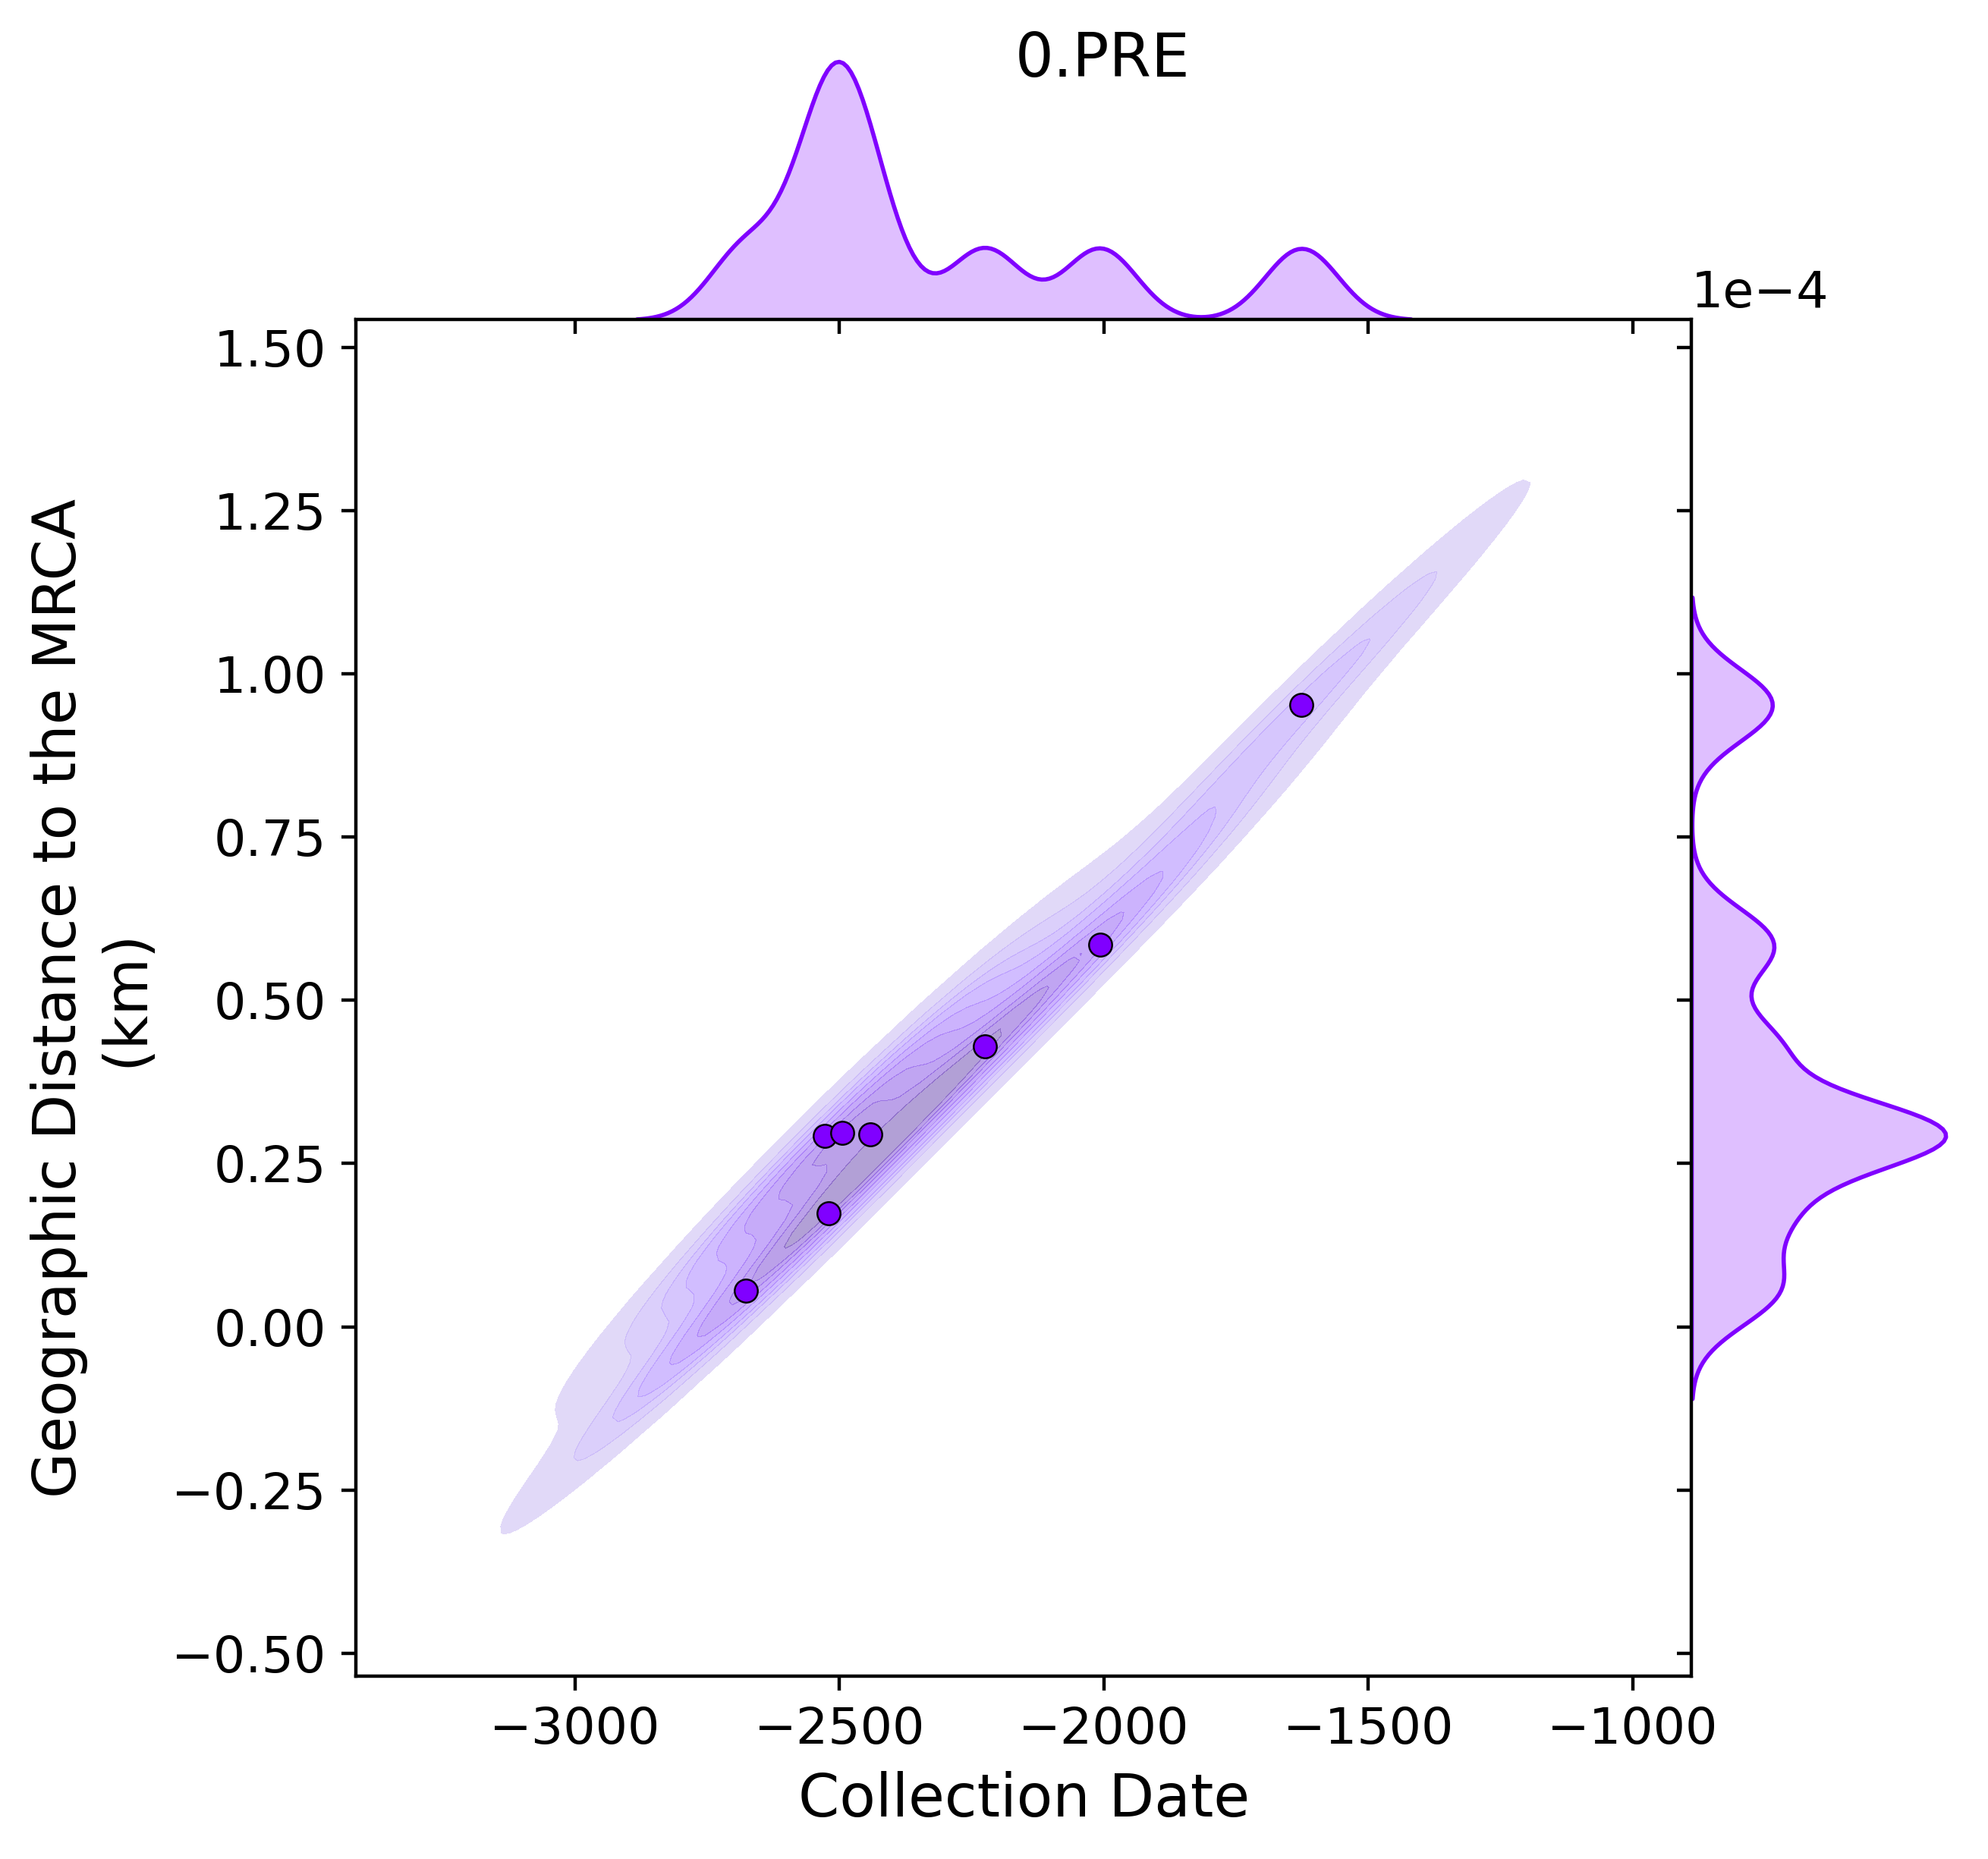 0.PRE
1e−4
1.50
1.25
1.00
0.75
0.50
0.25
0.00
−0.25
−0.50
Geographic Distance to the MRCA
(km)
−3000 −2500 −2000 −1500 −1000
Collection Date